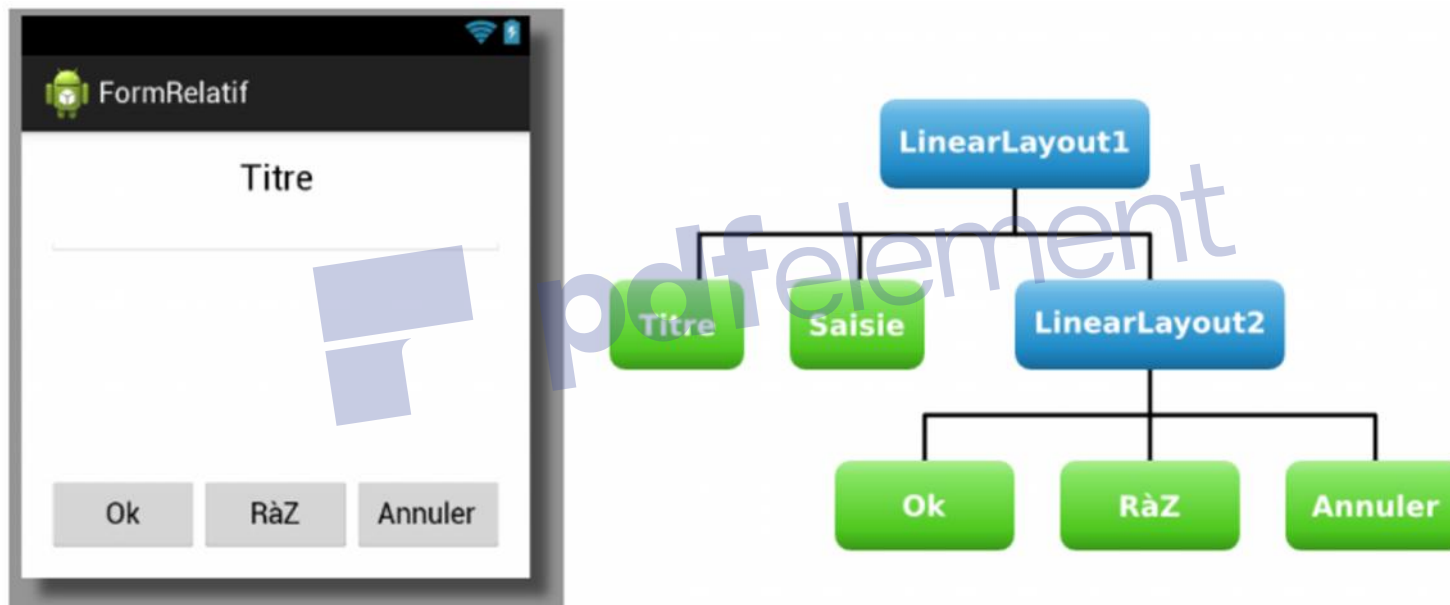 FormRelatif
Titre
Ok RàZ Annuler
LinearLayout1
Titre Saisie LinearLayout2
Ok RàZ Annuler
pdfelement